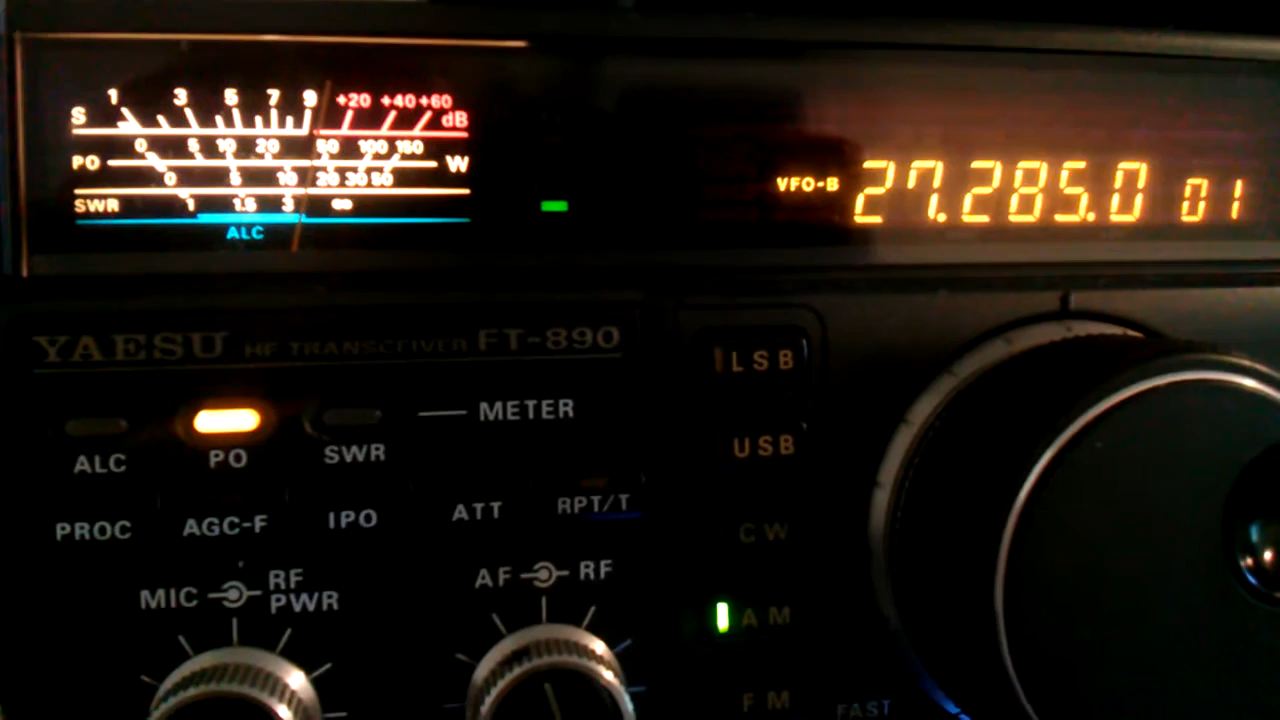 S 1 3 5 7 9 +20 +40 +60 dB
PO 0 5 10 20 50 100 150 W
0 5 10 20 30 50
SWR 1 1.5 3 ∞
ALC
VFO-B 27.285.0 01
YAESU HF TRANSCEIVER FT-890
ALC PO SWR METER
PROC AGC-F IPO ATT RPT/T
MIC RF PWR
AF RF
LSB
USB
CW
AM
FM
FAST